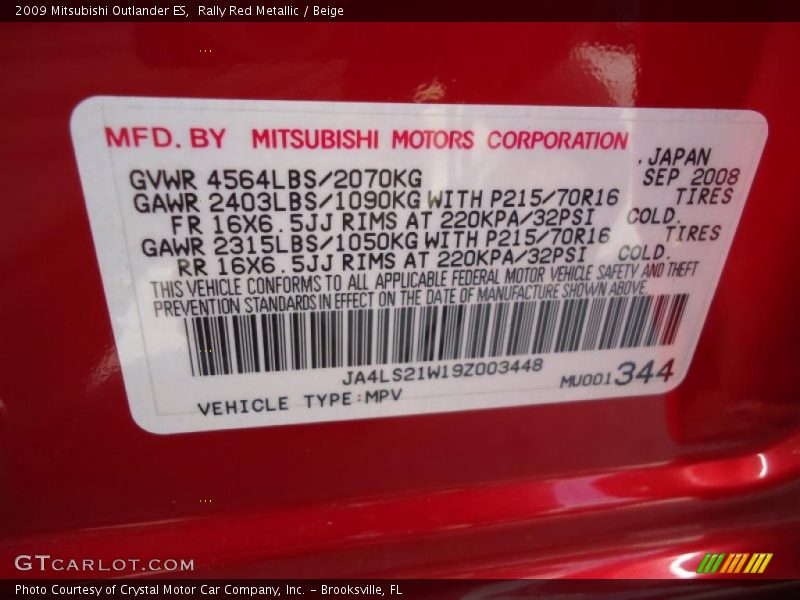 2009 Mitsubishi Outlander ES,  Rally Red Metallic / Beige
MFD. BY MITSUBISHI MOTORS CORPORATION
. JAPAN
GVWR 4564LBS/2070KG SEP 2008
GAWR 2403LBS/1090KG WITH P215/70R16 TIRES
FR 16X6.5JJ RIMS AT 220KPA/32PSI COLD.
GAWR 2315LBS/1050KG WITH P215/70R16 TIRES
RR 16X6.5JJ RIMS AT 220KPA/32PSI COLD.
THIS VEHICLE CONFORMS TO ALL APPLICABLE FEDERAL MOTOR VEHICLE SAFETY AND THEFT
PREVENTION STANDARDS IN EFFECT ON THE DATE OF MANUFACTURE SHOWN ABOVE.
JA4LS21W19Z003448
MU001344
VEHICLE TYPE:MPV
GTCARLOT.COM
Photo Courtesy of Crystal Motor Car Company, Inc. - Brooksville, FL